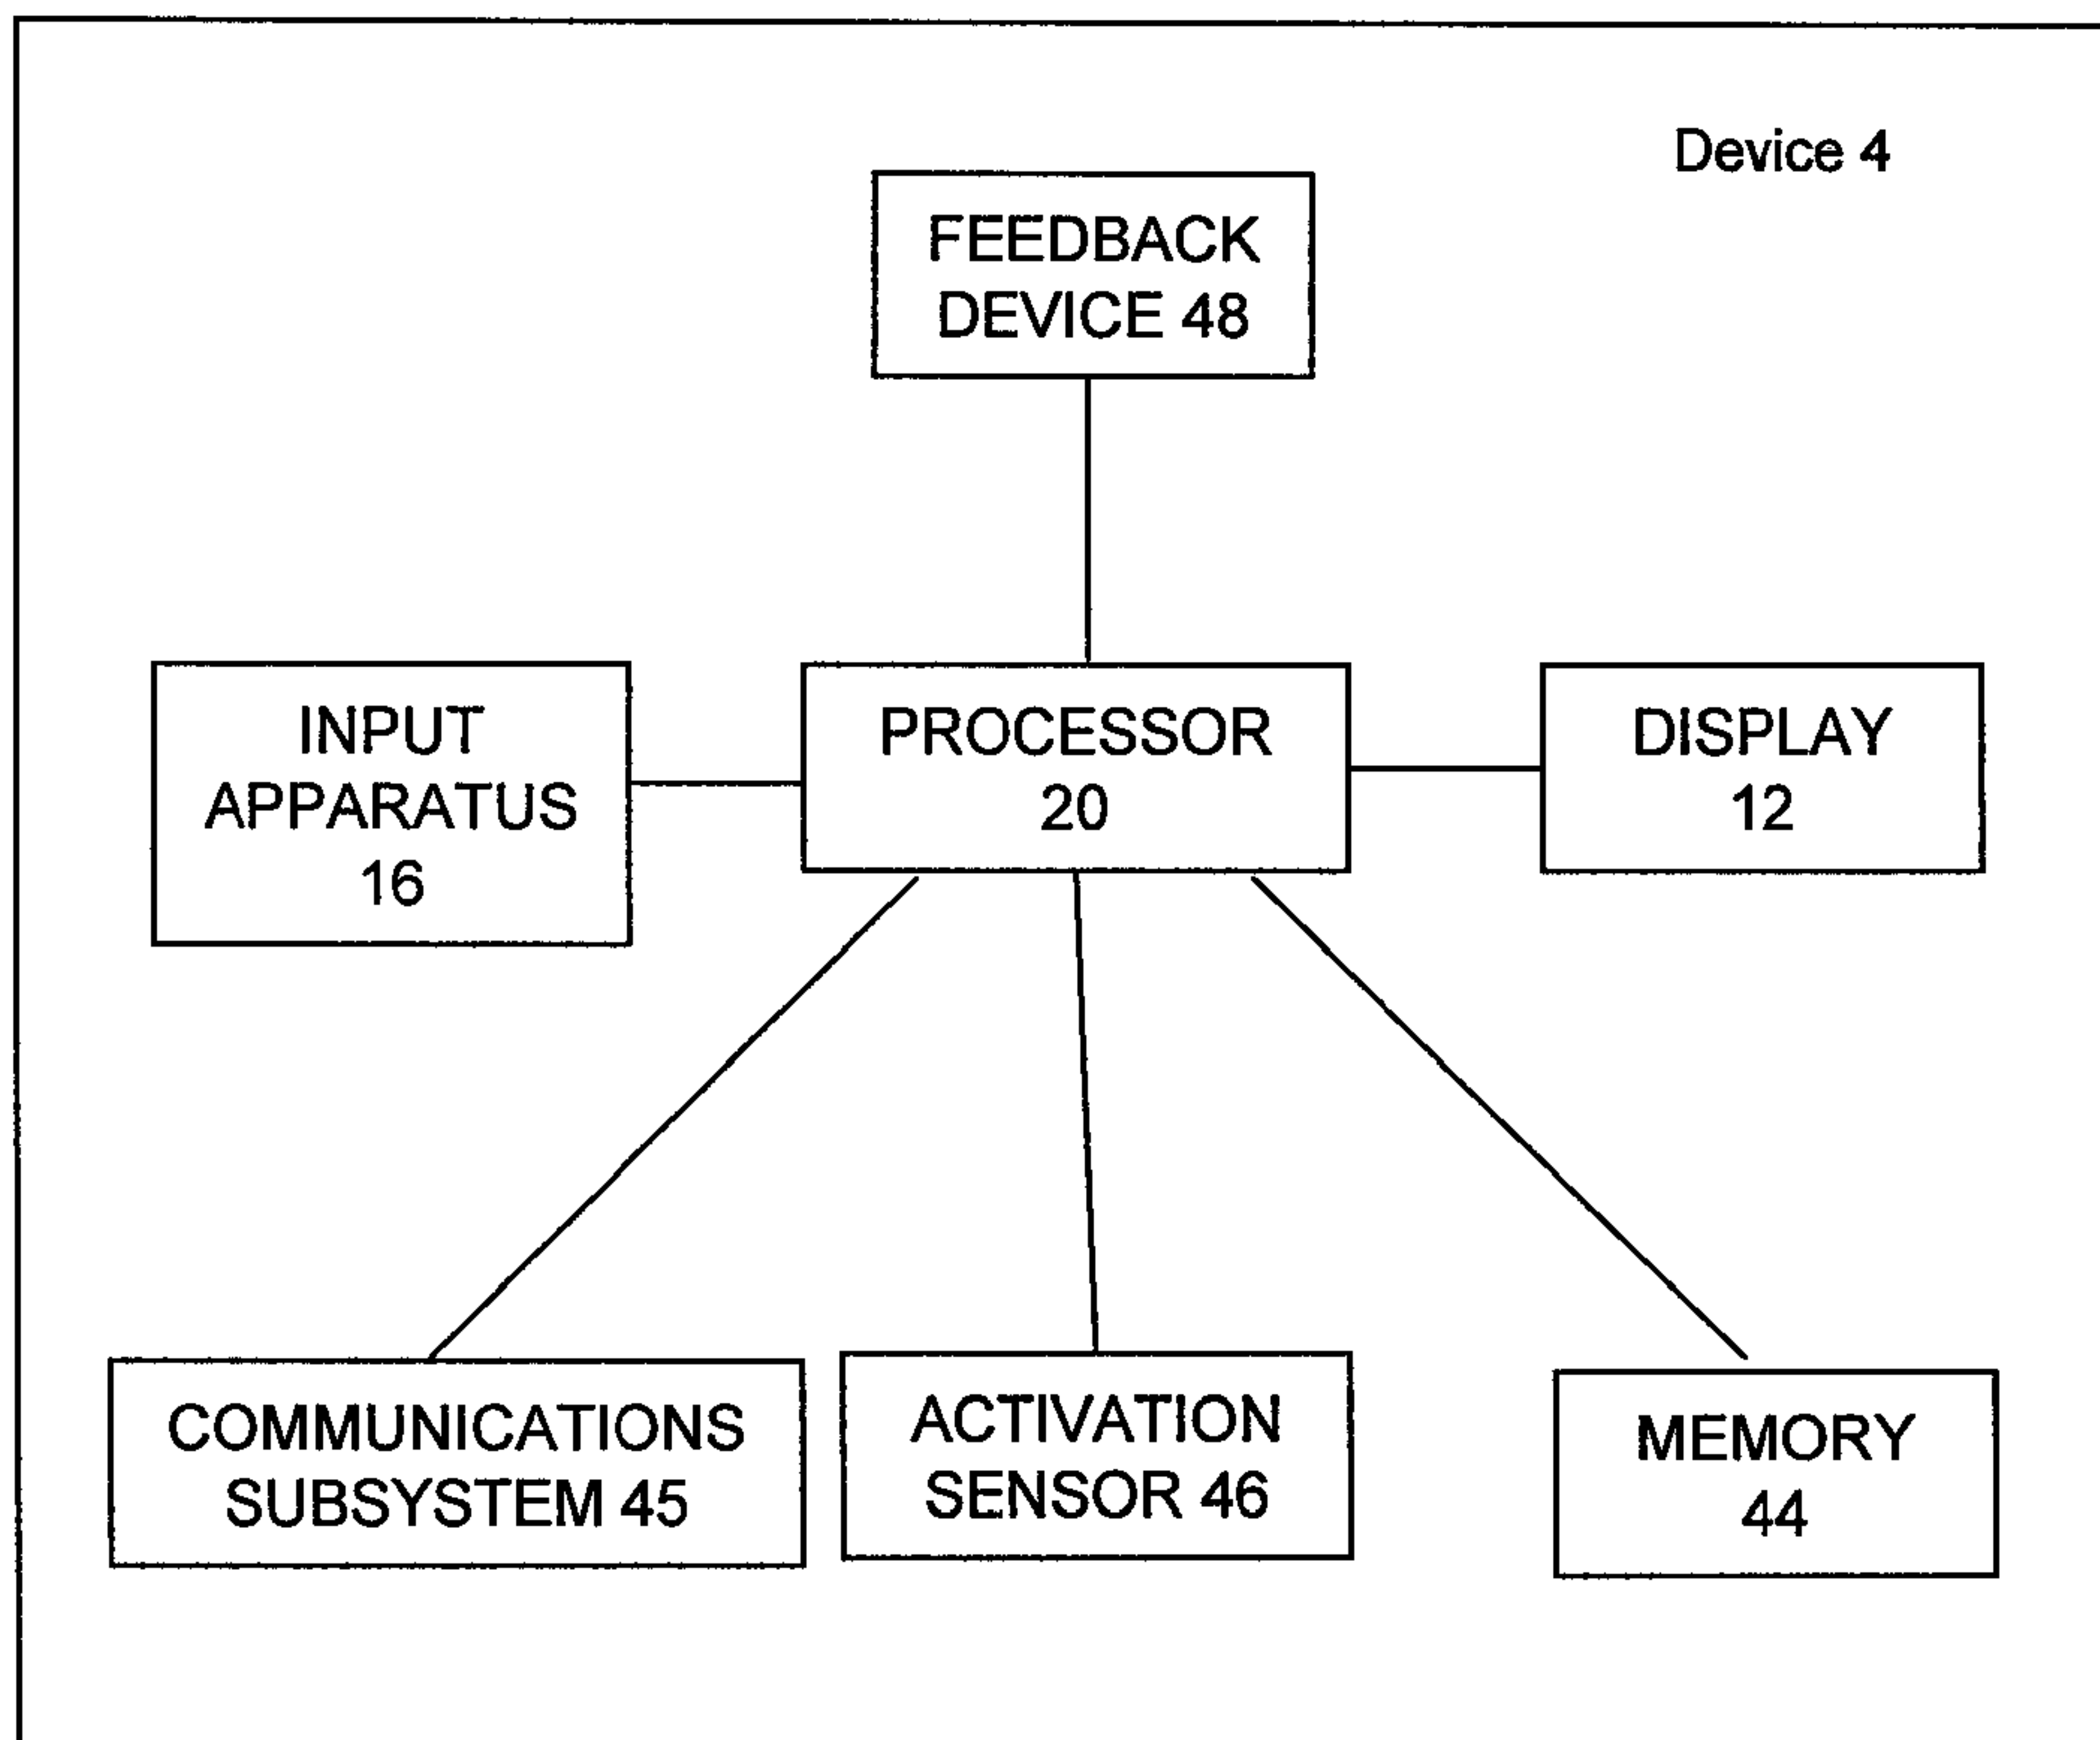 Device 4
FEEDBACK
DEVICE 48
INPUT
APPARATUS
16
PROCESSOR
20
DISPLAY
12
COMMUNICATIONS
SUBSYSTEM 45
ACTIVATION
SENSOR 46
MEMORY
44